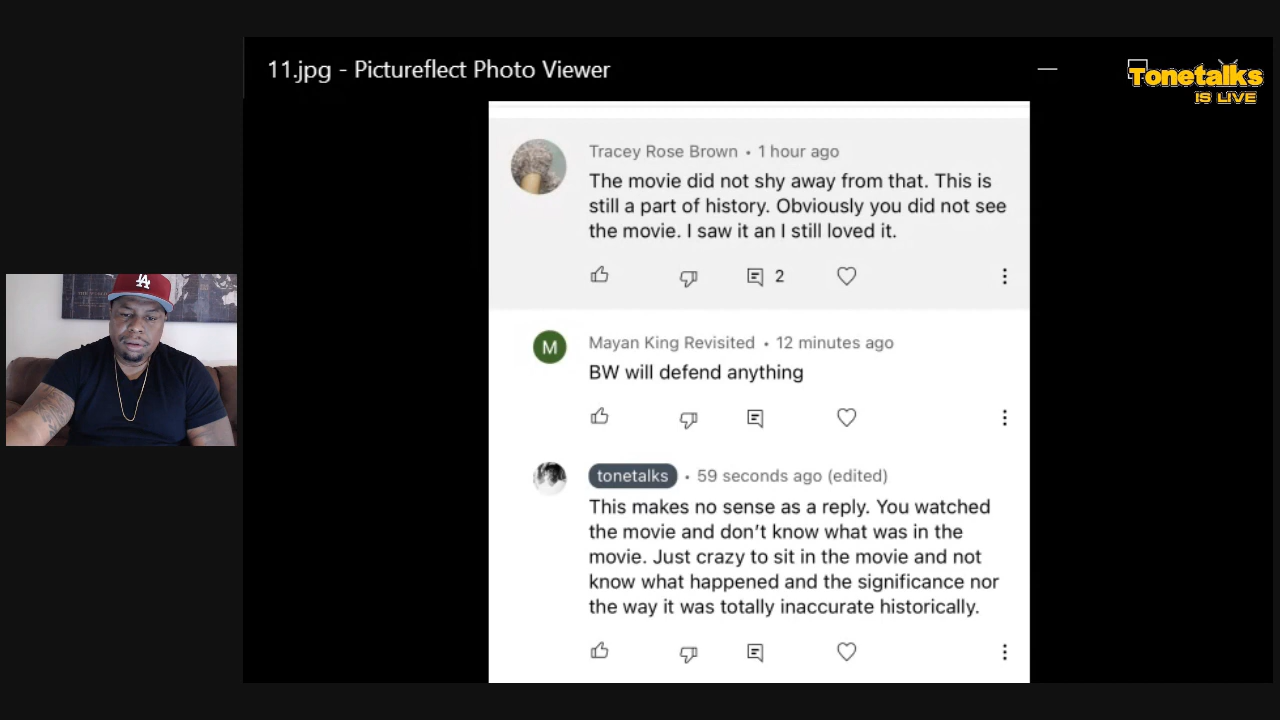 11.jpg - Pictureflect Photo Viewer
Tonetalks
IS LIVE
LA
Tracey Rose Brown • 1 hour ago
The movie did not shy away from that. This is
still a part of history. Obviously you did not see
the movie. I saw it an I still loved it.
2
M
Mayan King Revisited • 12 minutes ago
BW will defend anything
tonetalks • 59 seconds ago (edited)
This makes no sense as a reply. You watched
the movie and don't know what was in the
movie. Just crazy to sit in the movie and not
know what happened and the significance nor
the way it was totally inaccurate historically.